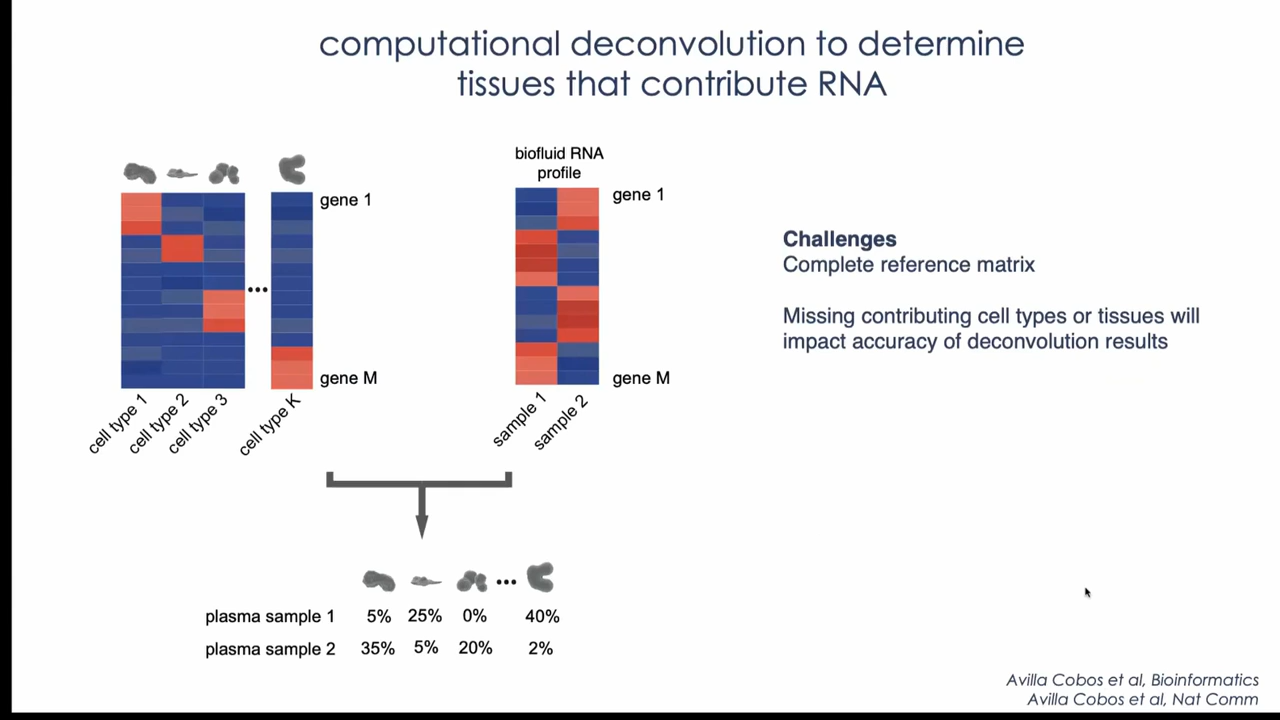 computational deconvolution to determine
tissues that contribute RNA
biofluid RNA
profile
gene 1
gene M
cell type 1
cell type 2
cell type 3
cell type K
gene 1
gene M
sample 1
sample 2
Challenges
Complete reference matrix
Missing contributing cell types or tissues will
impact accuracy of deconvolution results
plasma sample 1 5% 25% 0% 40%
plasma sample 2 35% 5% 20% 2%
Avilla Cobos et al, Bioinformatics
Avilla Cobos et al, Nat Comm